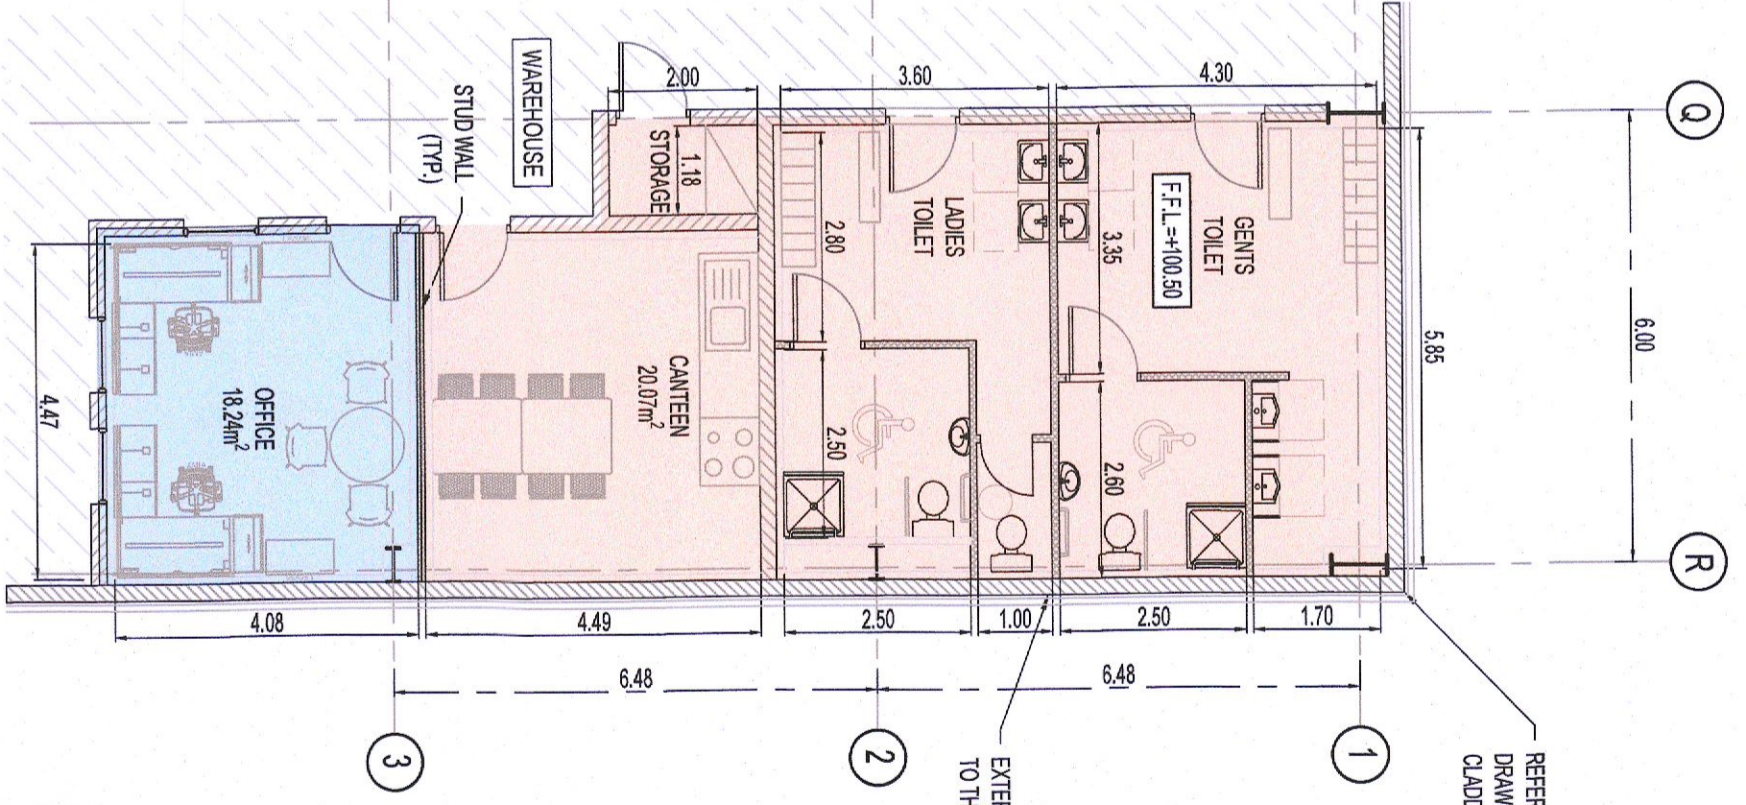 WAREHOUSE
STUD WALL
(TYP.)
2.00
1.18
STORAGE
3.60
4.30
LADIES
TOILET
2.80
GENTS
TOILET
F.F.L.=+100.50
3.35
5.85
6.00
Q
R
OFFICE
18.24m²
4.47
CANTEEN
20.07m²
2.50
2.60
4.08
4.49
2.50
1.00
2.50
1.70
6.48
6.48
3
2
1
EXTER
TO TH
REFER
DRAW
CLADD